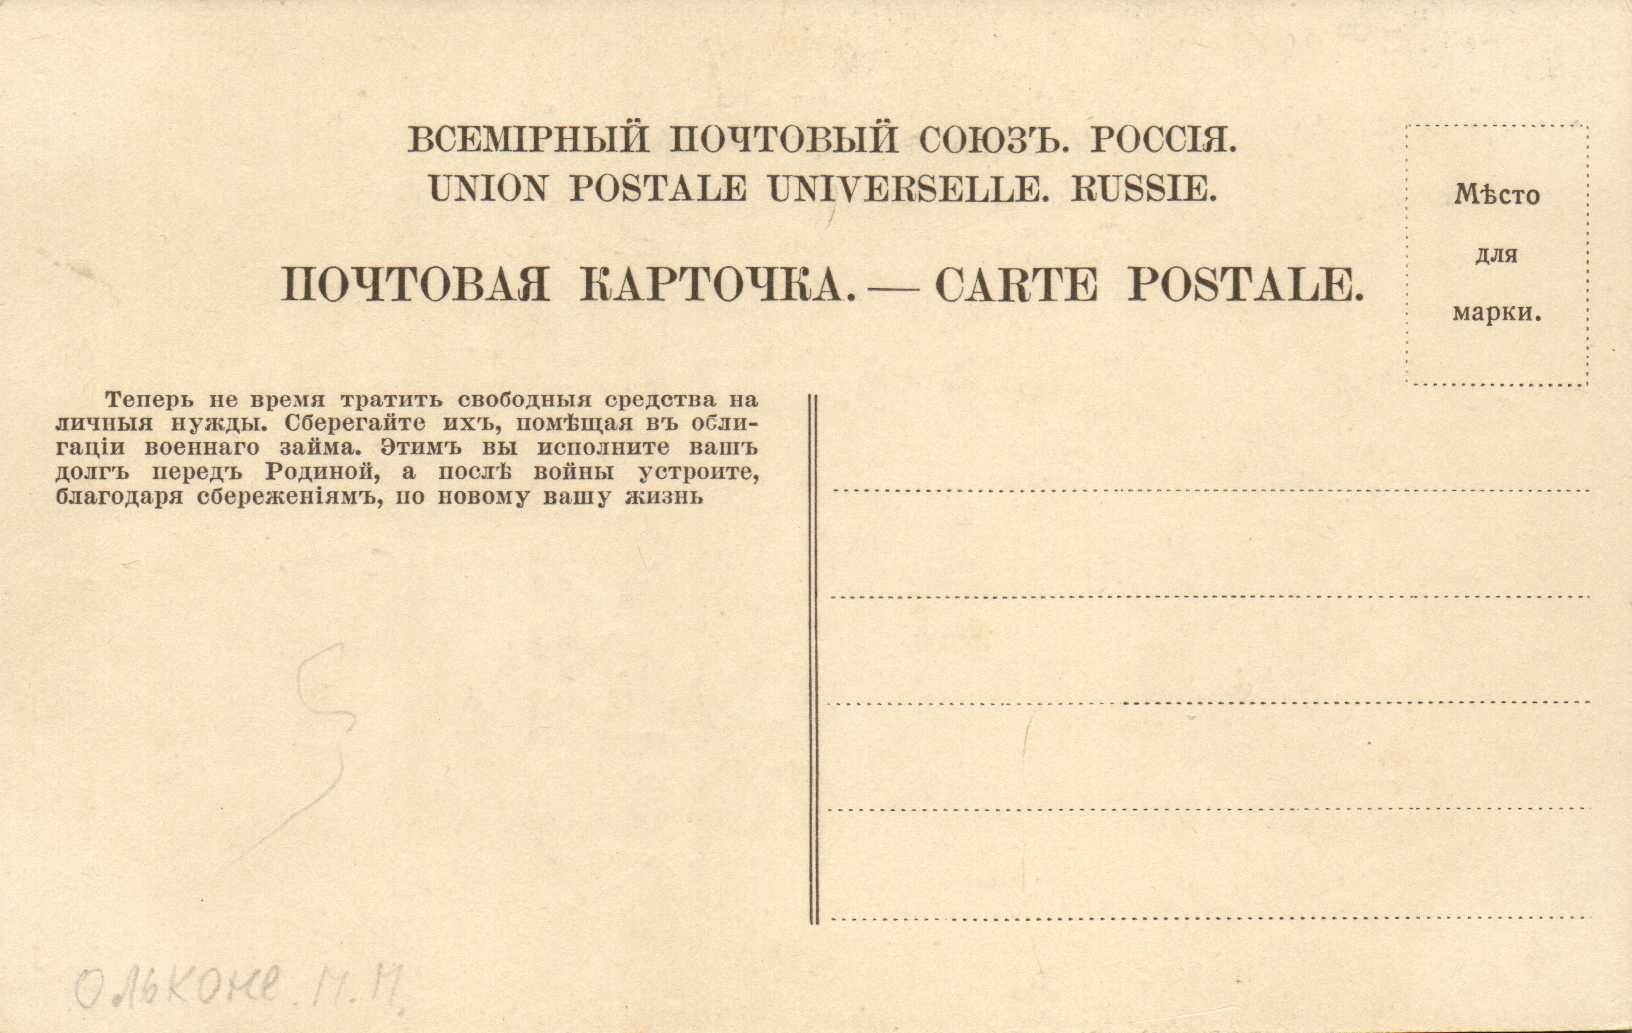 ВСЕМІРНЫЙ ПОЧТОВЫЙ СОЮЗЪ. РОССІЯ.
UNION POSTALE UNIVERSELLE. RUSSIE.
ПОЧТОВАЯ КАРТОЧКА. — CARTE POSTALE.
Мѣсто
для
марки.
Теперь не время тратить свободныя средства на
личныя нужды. Сберегайте ихъ, помѣщая въ обли-
гаціи военнаго займа. Этимъ вы исполните вашъ
долгъ передъ Родиной, а послѣ войны устроите,
благодаря сбереженіямъ, по новому вашу жизнь